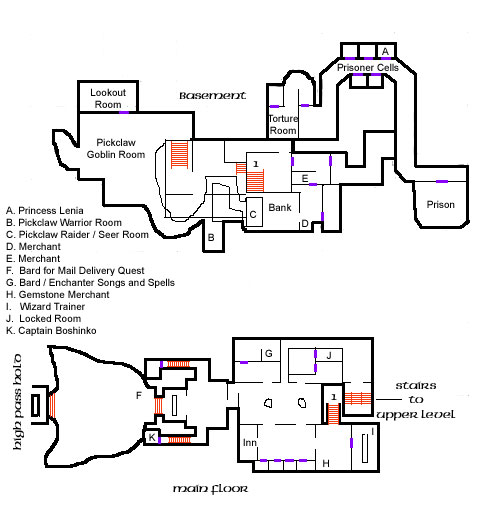 A
Prisoner Cells
Lookout
Room
Basement
Torture
Room
Pickclaw
Goblin Room
1
E
Prison
C
Bank
D
B
A. Princess Lenia
B. Pickclaw Warrior Room
C. Pickclaw Raider / Seer Room
D. Merchant
E. Merchant
F. Bard for Mail Delivery Quest
G. Bard / Enchanter Songs and Spells
H. Gemstone Merchant
I. Wizard Trainer
J. Locked Room
K. Captain Boshinko
high pass hold
G
J
F
1
stairs
to
upper level
K
Inn
I
H
main floor